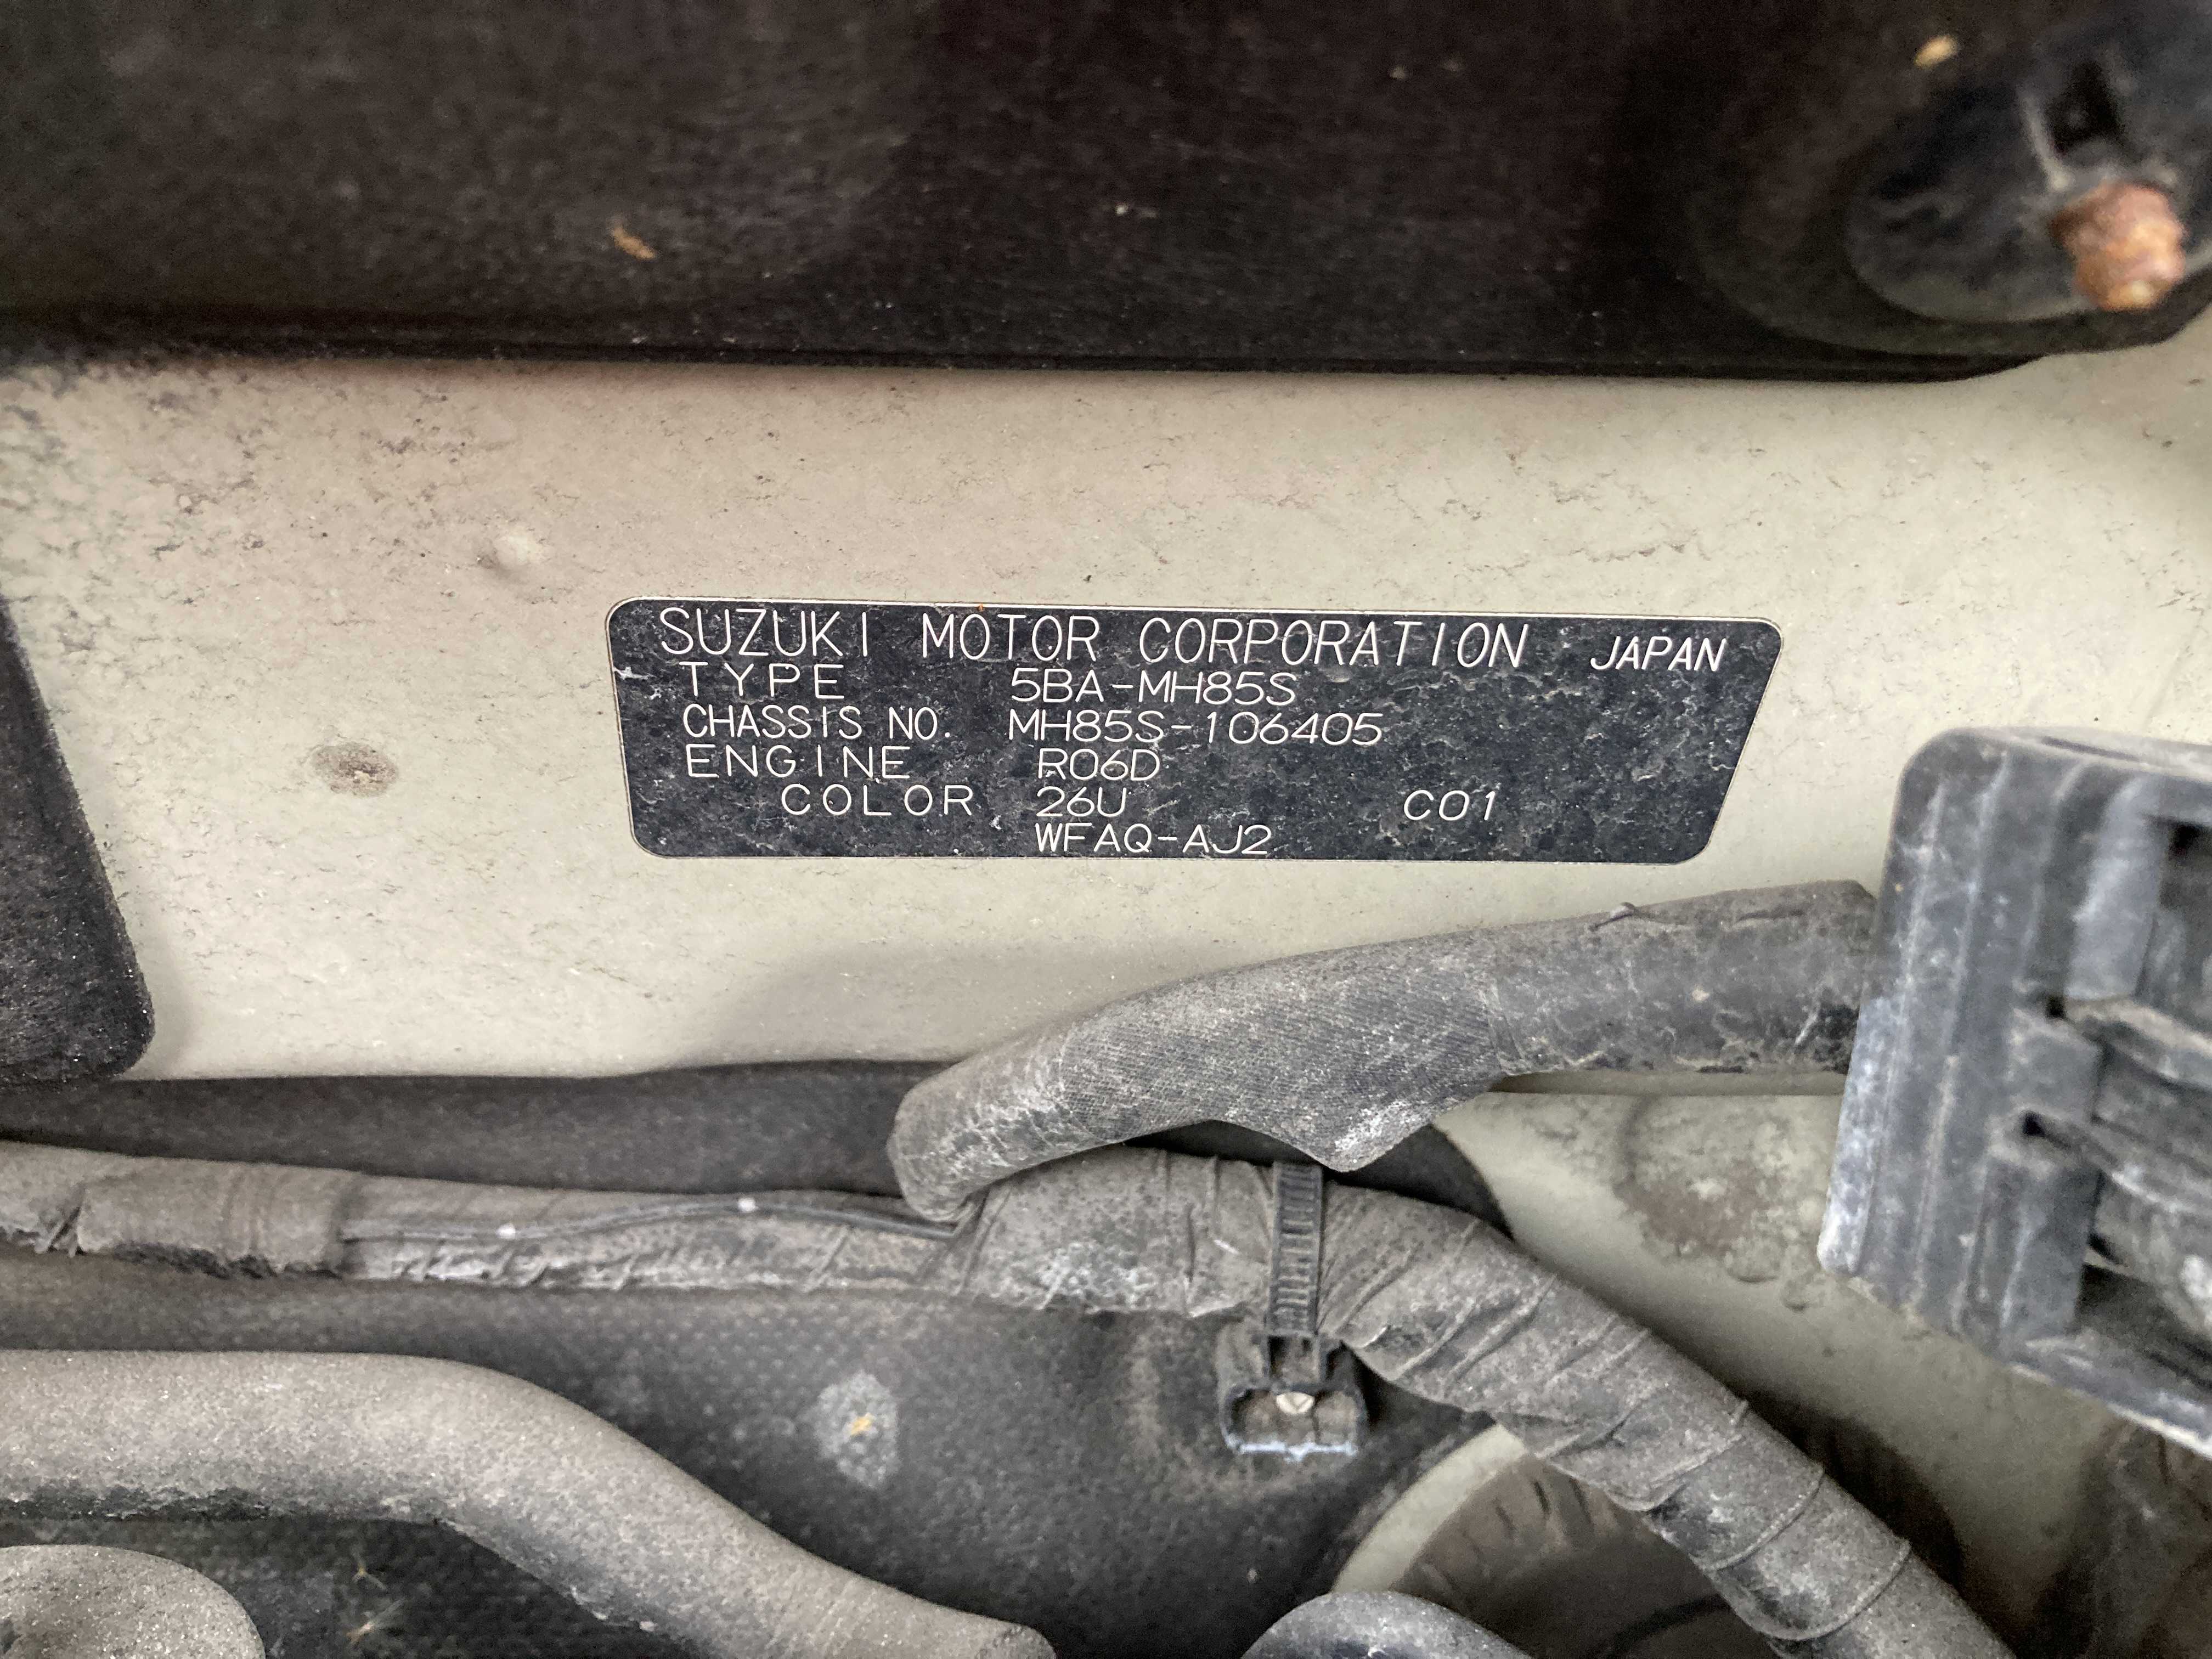 SUZUKI MOTOR CORPORATION JAPAN
TYPE 5BA-MH85S
CHASSIS NO. MH85S-106405
ENGINE R06D
COLOR 26U C01
WFAQ-AJ2